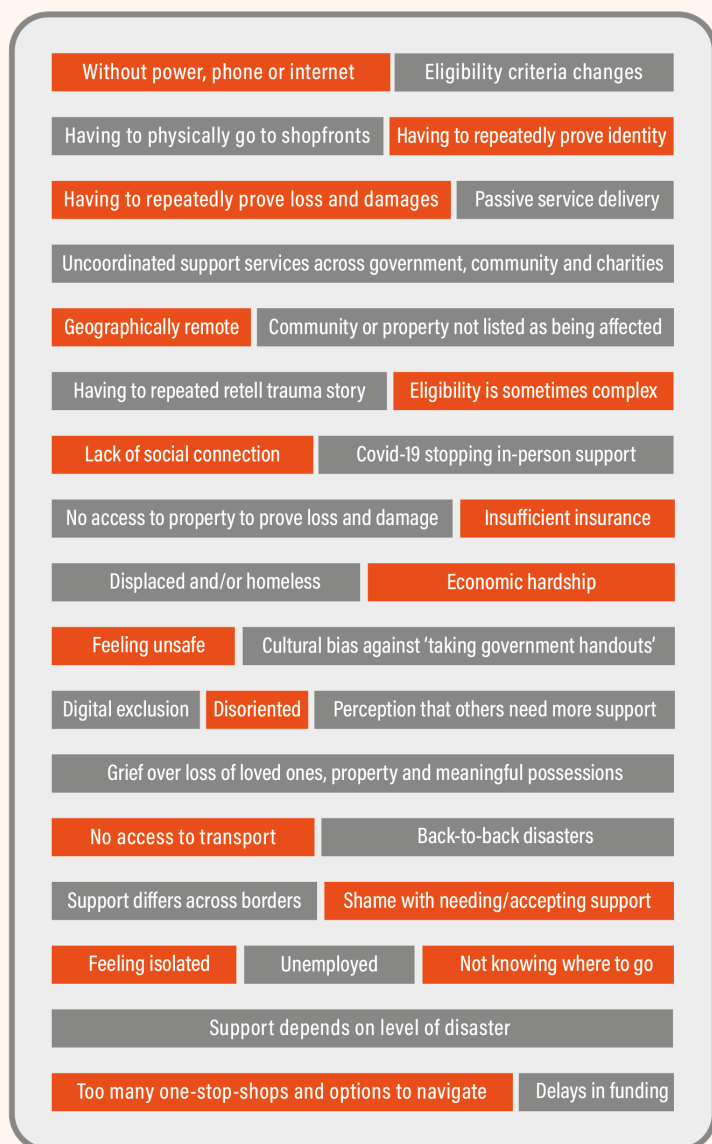 Without power, phone or internet Eligibility criteria changes
Having to physically go to shopfronts Having to repeatedly prove identity
Having to repeatedly prove loss and damages Passive service delivery
Uncoordinated support services across government, community and charities
Geographically remote Community or property not listed as being affected
Having to repeated retell trauma story Eligibility is sometimes complex
Lack of social connection Covid-19 stopping in-person support
No access to property to prove loss and damage Insufficient insurance
Displaced and/or homeless Economic hardship
Feeling unsafe Cultural bias against ‘taking government handouts’
Digital exclusion Disoriented Perception that others need more support
Grief over loss of loved ones, property and meaningful possessions
No access to transport Back-to-back disasters
Support differs across borders Shame with needing/accepting support
Feeling isolated Unemployed Not knowing where to go
Support depends on level of disaster
Too many one-stop-shops and options to navigate Delays in funding